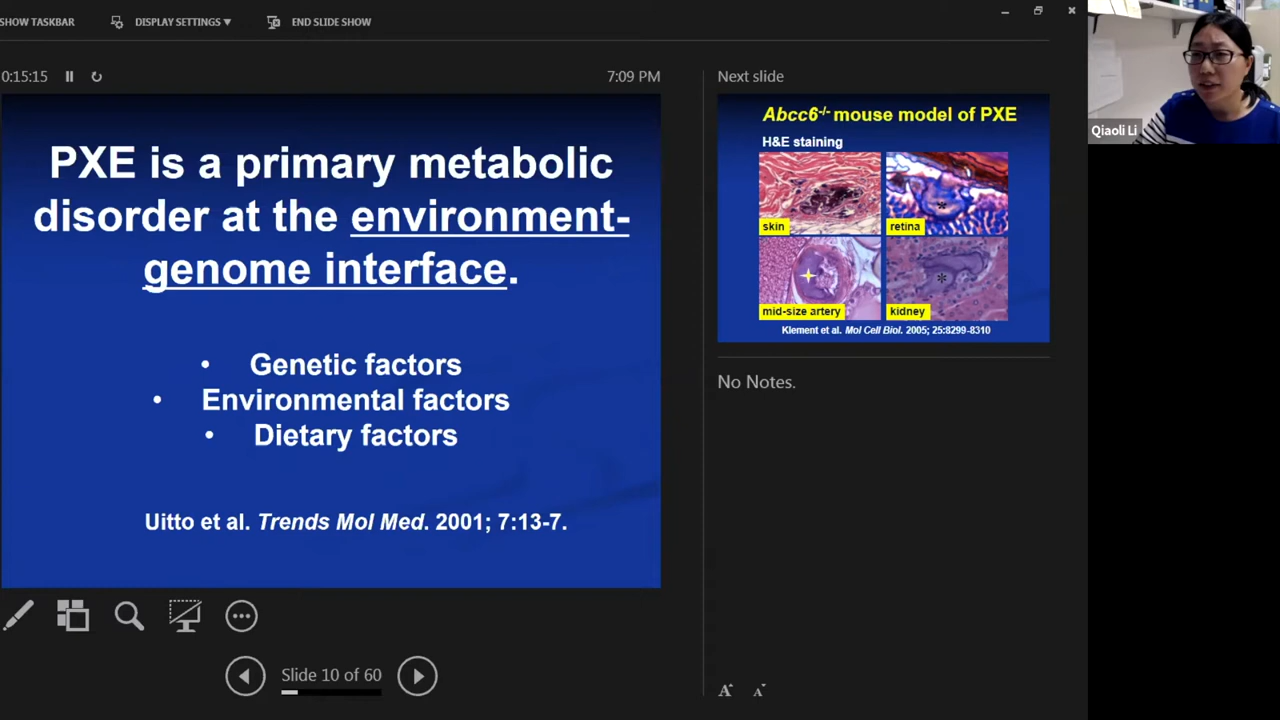 SHOW TASKBAR
DISPLAY SETTINGS ▼
END SLIDE SHOW
0:15:15
7:09 PM
PXE is a primary metabolic
disorder at the environment-
genome interface.
• Genetic factors
• Environmental factors
• Dietary factors
Uitto et al. Trends Mol Med. 2001; 7:13-7.
Slide 10 of 60
Next slide
Abcc6-/- mouse model of PXE
H&E staining
skin
retina
mid-size artery
kidney
Klement et al. Mol Cell Biol. 2005; 25:8299-8310
No Notes.
A A
Qiaoli Li